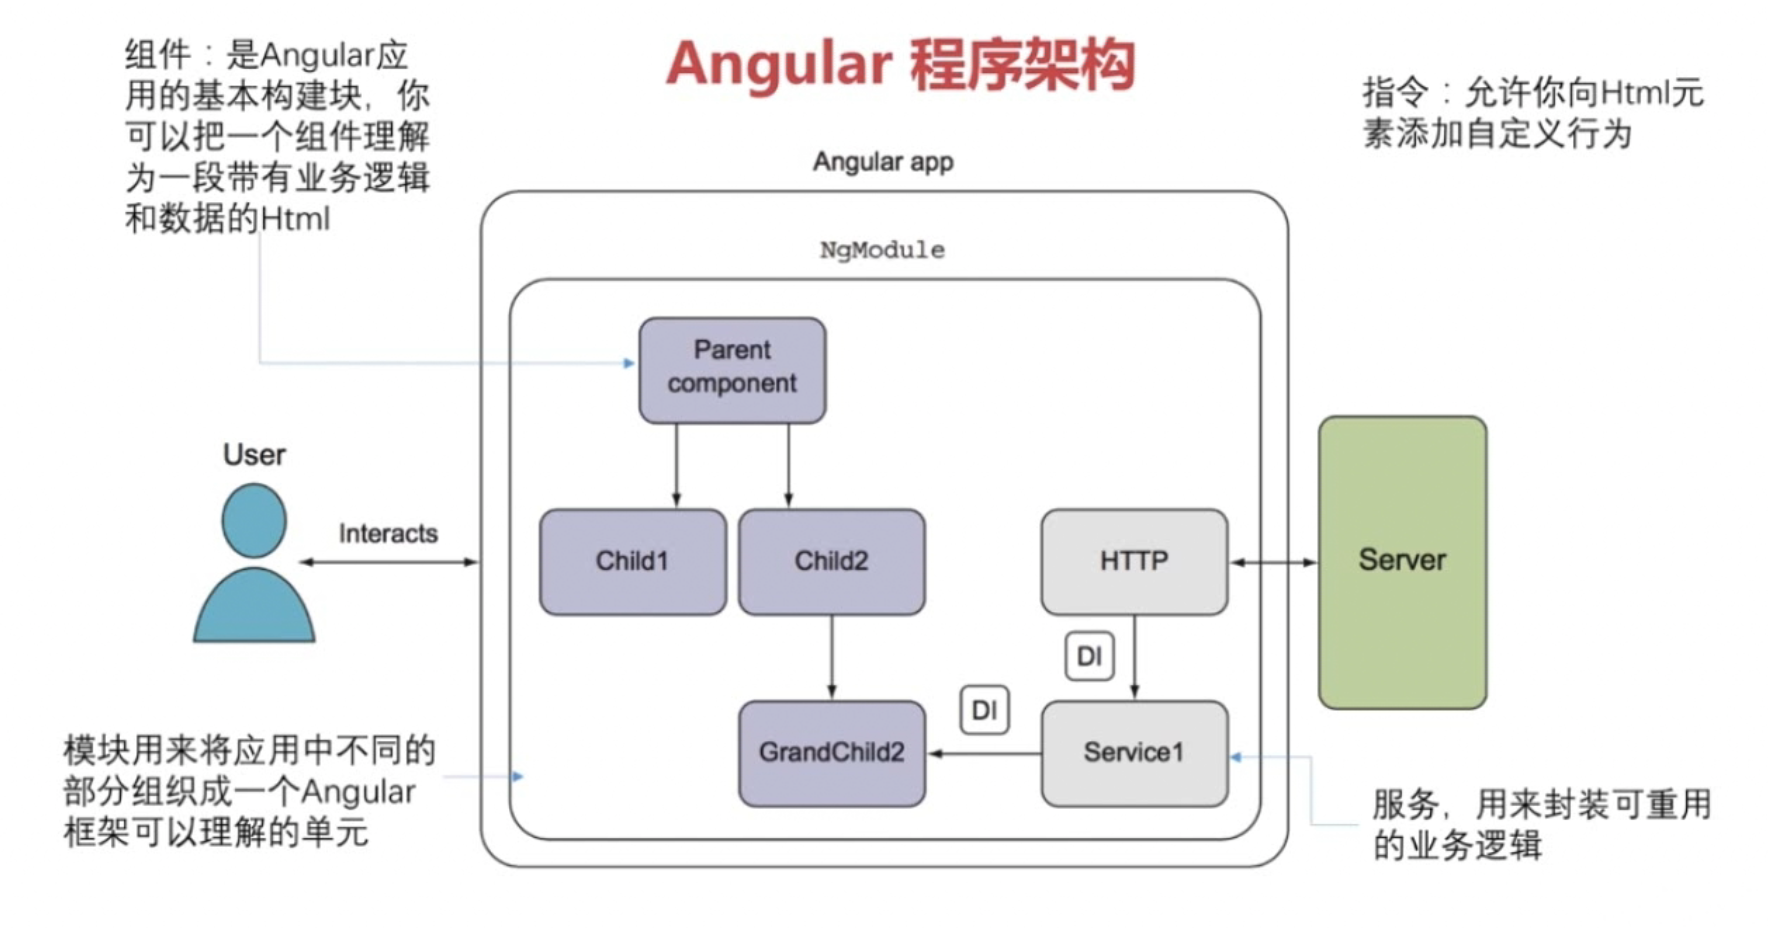 Angular 程序架构
组件：是Angular应
用的基本构建块，你
可以把一个组件理解
为一段带有业务逻辑
和数据的Html
指令：允许你向Html元
素添加自定义行为
Angular app
NgModule
Parent
component
User
Interacts
Child1
Child2
HTTP
Server
DI
DI
GrandChild2
Service1
模块用来将应用中不同的
部分组织成一个Angular
框架可以理解的单元
服务，用来封装可重用
的业务逻辑